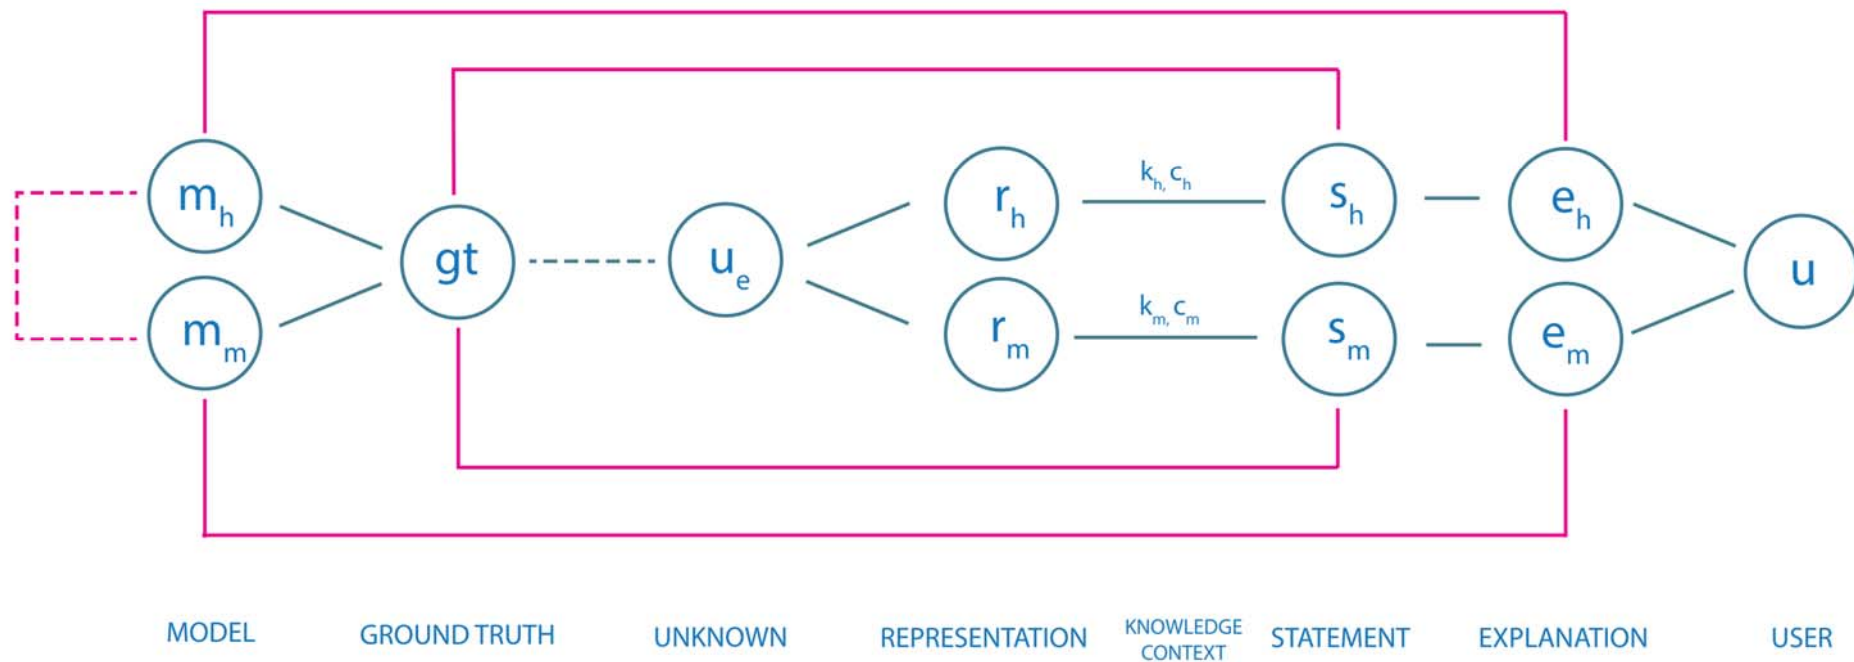 m_h
m_m
gt
u_e
r_h
r_m
k_h, c_h
k_m, c_m
s_h
s_m
e_h
e_m
u
MODEL
GROUND TRUTH
UNKNOWN
REPRESENTATION
KNOWLEDGE
CONTEXT
STATEMENT
EXPLANATION
USER